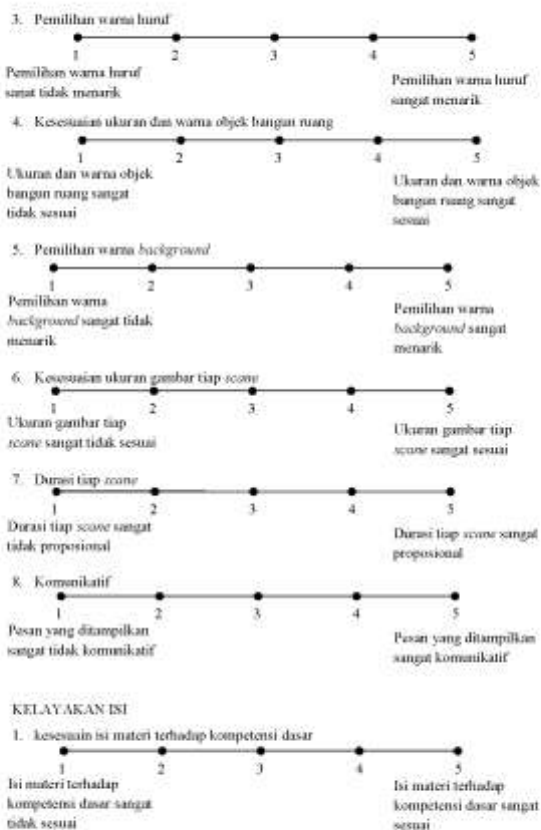 3. Pemilihan warna huruf
1 2 3 4 5
Pemilihan warna huruf
sanat tidak menarik
Pemilihan warna huruf
sangat menarik
4. Kesesuaian ukuran dan warna objek bangun ruang
1 2 3 4 5
Ukuran dan warna objek
bangun ruang sangat
tidak sesuai
Ukuran dan warna objek
bangun ruang sangat
sesuai
5. Pemilihan warna background
1 2 3 4 5
Pemilihan warna
background sangat tidak
menarik
Pemilihan warna
background sangat
menarik
6. Kesesuaian ukuran gambar tiap scane
1 2 3 4 5
Ukuran gambar tiap
scane sangat tidak sesuai
Ukuran gambar tiap
scane sangat sesuai
7. Durasi tiap scane
1 2 3 4 5
Durasi tiap scane sangat
tidak proposional
Durasi tiap scane sangat
proposional
8. Komunikatif
1 2 3 4 5
Pesan yang ditampilkan
sangat tidak komunikatif
Pesan yang ditampilkan
sangat komunikatif
KELAYAKAN ISI
1. kesesuain isi materi terhadap kompetensi dasar
1 2 3 4 5
Isi materi terhadap
kompetensi dasar sangat
tidak sesuai
Isi materi terhadap
kompetensi dasar sangat
sesuai